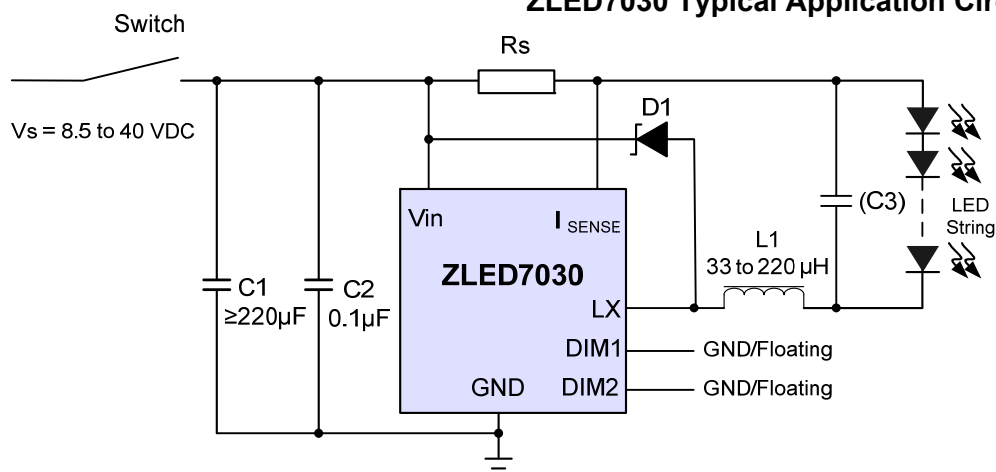 ZLED7030 Typical Application Cir
Switch
Rs
D1
Vs = 8.5 to 40 VDC
Vin
I SENSE
(C3)
LED
String
ZLED7030
L1
33 to 220 µH
C1
≥220µF
C2
0.1µF
LX
DIM1
GND/Floating
GND
DIM2
GND/Floating